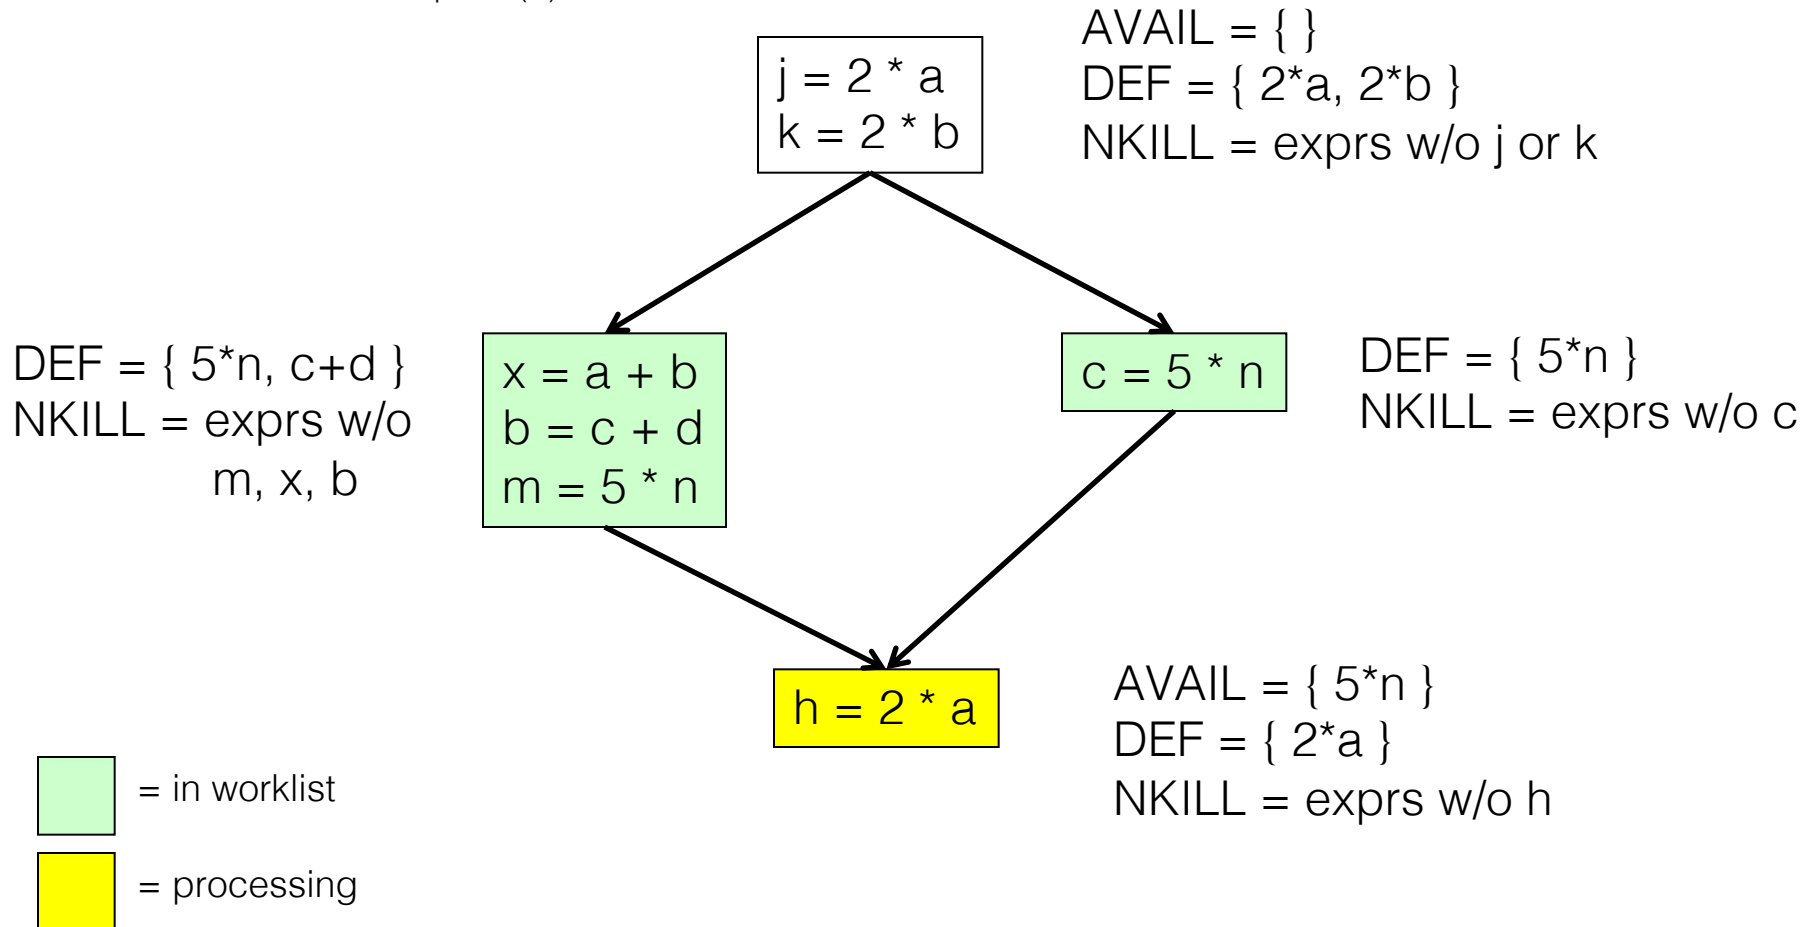 AVAIL = { }
j = 2 * a
DEF = { 2*a, 2*b }
k = 2 * b
NKILL = exprs w/o j or k
DEF = { 5*n, c+d }
NKILL = exprs w/o
m, x, b
x = a + b
b = c + d
m = 5 * n
c = 5 * n
DEF = { 5*n }
NKILL = exprs w/o c
h = 2 * a
AVAIL = { 5*n }
DEF = { 2*a }
NKILL = exprs w/o h
= in worklist
= processing